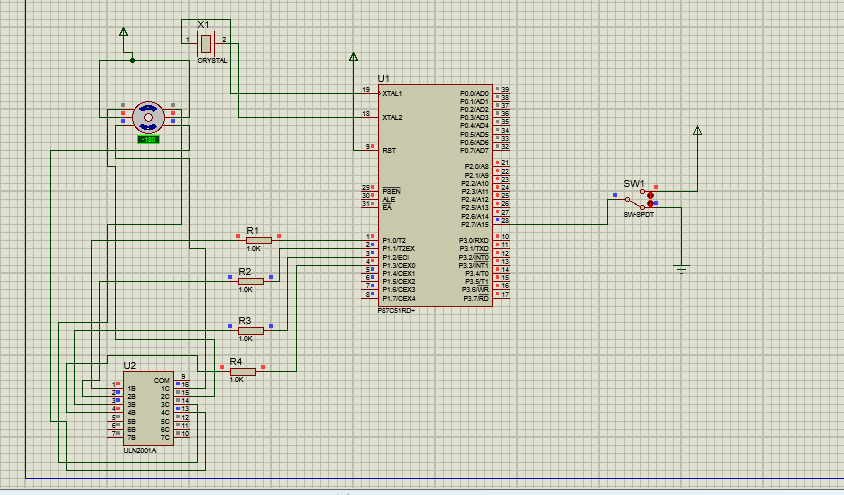 X1
1 2
CRYSTAL
U1
19 XTAL1 P0.0/AD0 39
P0.1/AD1 38
P0.2/AD2 37
18 XTAL2 P0.3/AD3 36
P0.4/AD4 35
P0.5/AD5 34
P0.6/AD6 33
9 RST P0.7/AD7 32
P2.0/A8 21
P2.1/A9 22
P2.2/A10 23
29 PSEN P2.3/A11 24
30 ALE P2.4/A12 25
31 EA P2.5/A13 26
P2.6/A14 27
P2.7/A15 28
1 P1.0/T2 P3.0/RXD 10
2 P1.1/T2EX P3.1/TXD 11
3 P1.2/ECI P3.2/INT0 12
4 P1.3/CEX0 P3.3/INT1 13
5 P1.4/CEX1 P3.4/T0 14
6 P1.5/CEX2 P3.5/T1 15
7 P1.6/CEX3 P3.6/WR 16
8 P1.7/CEX4 P3.7/RD 17
P87C51RD+
SW1
SW-SPDT
R1
1.0K
R2
1.0K
R3
1.0K
R4
1.0K
U2
COM 9
1 1B 1C 16
2 2B 2C 15
3 3B 3C 14
4 4B 4C 13
5 5B 5C 12
6 6B 6C 11
7 7B 7C 10
ULN2001A